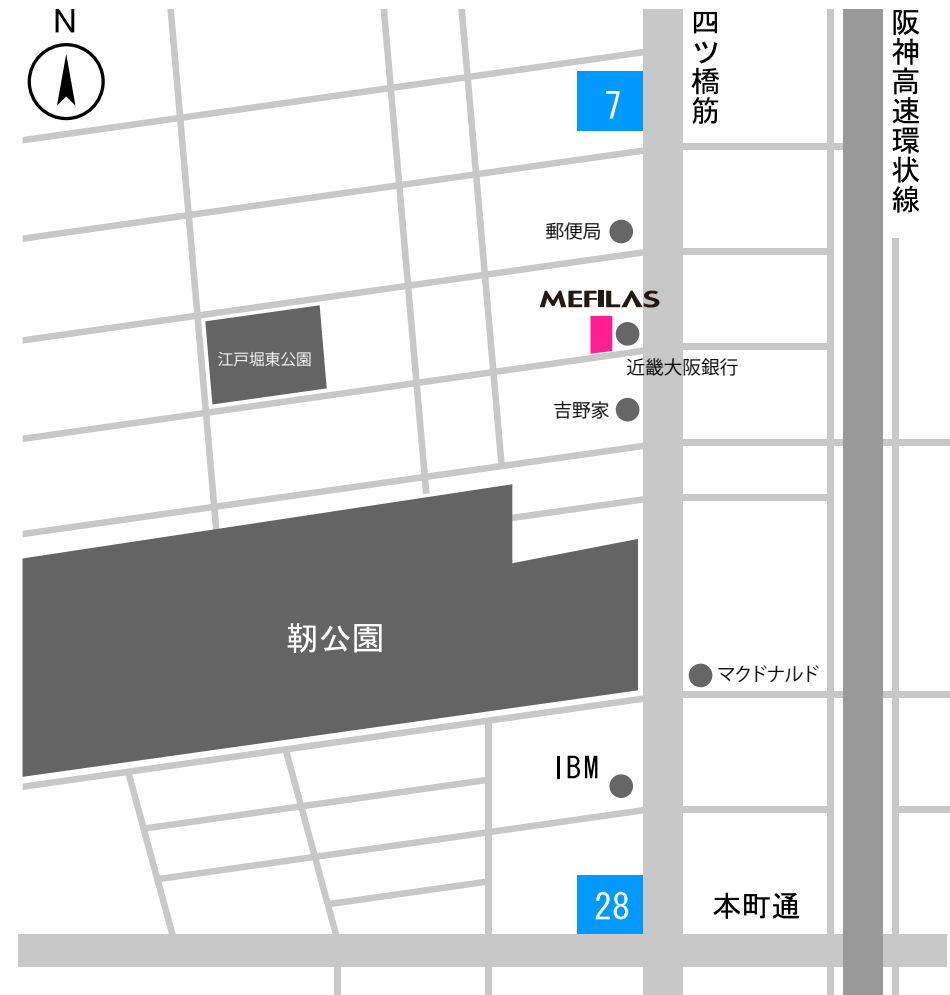 N
四ツ橋筋
阪神高速環状線
7
郵便局
MEFILAS
江戸堀東公園
近畿大阪銀行
吉野家
靭公園
マクドナルド
IBM
28
本町通